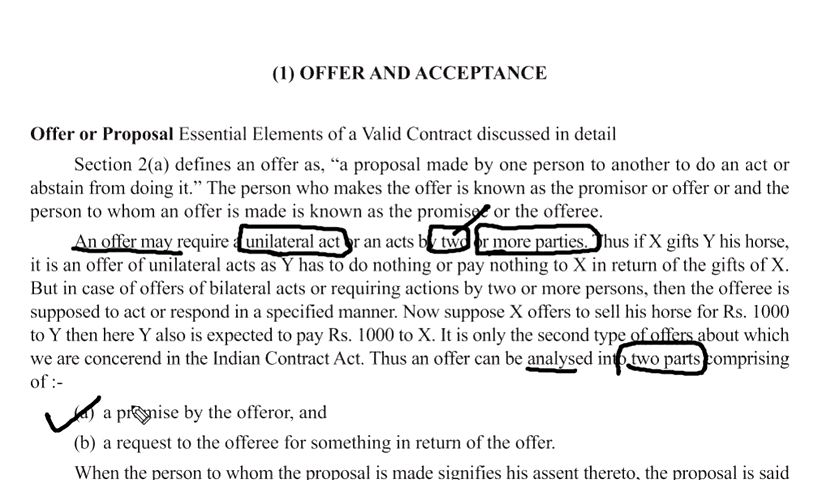 (1) OFFER AND ACCEPTANCE
Offer or Proposal Essential Elements of a Valid Contract discussed in detail
Section 2(a) defines an offer as, “a proposal made by one person to another to do an act or
abstain from doing it.” The person who makes the offer is known as the promisor or offer or and the
person to whom an offer is made is known as the promisee or the offeree.
An offer may require a unilateral act or an acts by two or more parties. Thus if X gifts Y his horse,
it is an offer of unilateral acts as Y has to do nothing or pay nothing to X in return of the gifts of X.
But in case of offers of bilateral acts or requiring actions by two or more persons, then the offeree is
supposed to act or respond in a specified manner. Now suppose X offers to sell his horse for Rs. 1000
to Y then here Y also is expected to pay Rs. 1000 to X. It is only the second type of offers about which
we are concerend in the Indian Contract Act. Thus an offer can be analysed into two parts comprising
of :-
(a) a promise by the offeror, and
(b) a request to the offeree for something in return of the offer.
When the person to whom the proposal is made signifies his assent thereto, the proposal is said